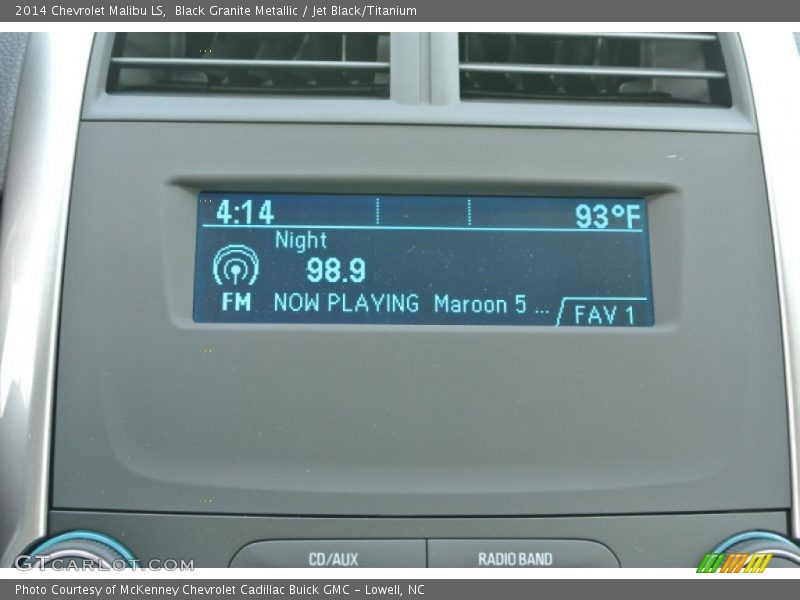 2014 Chevrolet Malibu LS, Black Granite Metallic / Jet Black/Titanium
4:14 93°F
Night
98.9
FM NOW PLAYING Maroon 5 ... FAV 1
CD/AUX RADIO BAND
GTCARLOT.COM
Photo Courtesy of McKenney Chevrolet Cadillac Buick GMC - Lowell, NC